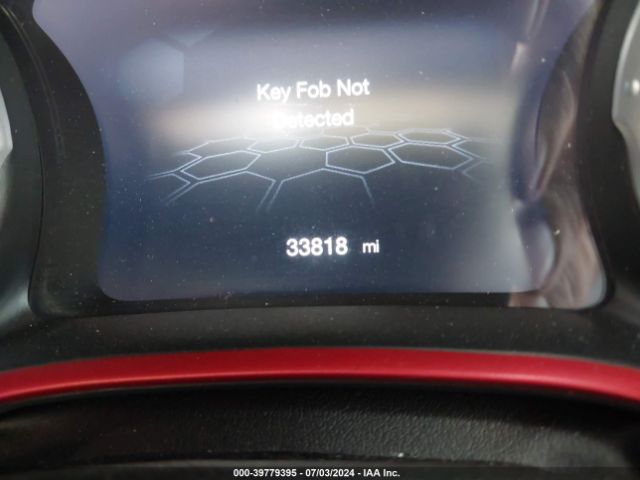 Key Fob Not
Detected
33818 mi
000-39779395 - 07/03/2024 - IAA Inc.